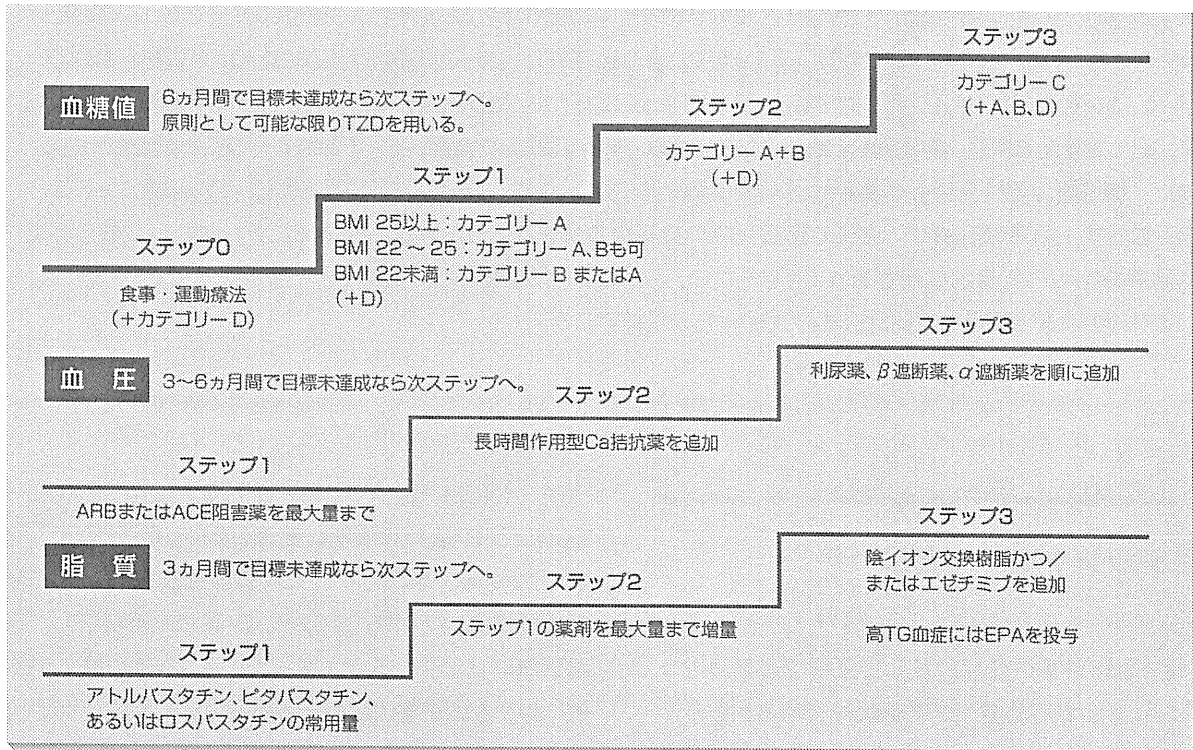 血糖値
6ヵ月間で目標未達成なら次ステップへ。
原則として可能な限りTZDを用いる。
ステップ0
食事・運動療法
(+カテゴリーD)
ステップ1
BMI 25以上：カテゴリーA
BMI 22～25：カテゴリーA、Bも可
BMI 22未満：カテゴリーB またはA
(+D)
ステップ2
カテゴリーA+B
(+D)
ステップ3
カテゴリーC
(+A、B、D)
血 圧
3~6ヵ月間で目標未達成なら次ステップへ。
ステップ1
ARBまたはACE阻害薬を最大量まで
ステップ2
長時間作用型Ca拮抗薬を追加
ステップ3
利尿薬、β遮断薬、α遮断薬を順に追加
脂 質
3ヵ月間で目標未達成なら次ステップへ。
ステップ1
アトルバスタチン、ピタバスタチン、
あるいはロスバスタチンの常用量
ステップ2
ステップ1の薬剤を最大量まで増量
ステップ3
陰イオン交換樹脂かつ／
またはエゼチミブを追加
高TG血症にはEPAを投与